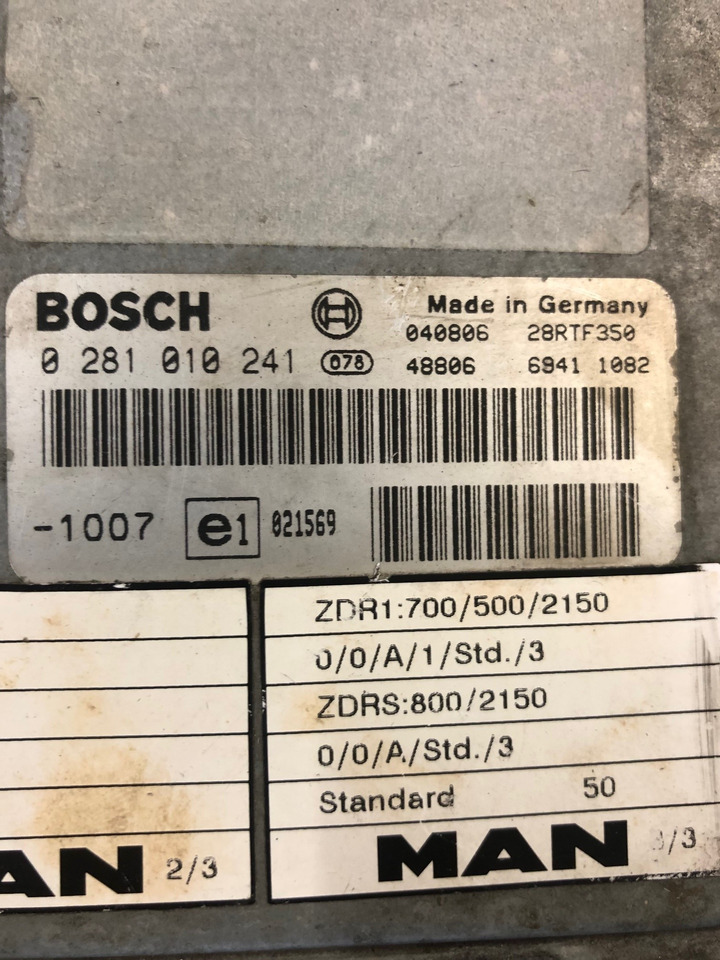 BOSCH
Made in Germany
040806 28RTF350
0 281 010 241 078 48806 6941 1082
-1007 e1 021569
ZDR1:700/500/2150
0/0/A/1/Std./3
ZDRS:800/2150
0/0/A/Std./3
Standard 50
MAN /3
AN 2/3